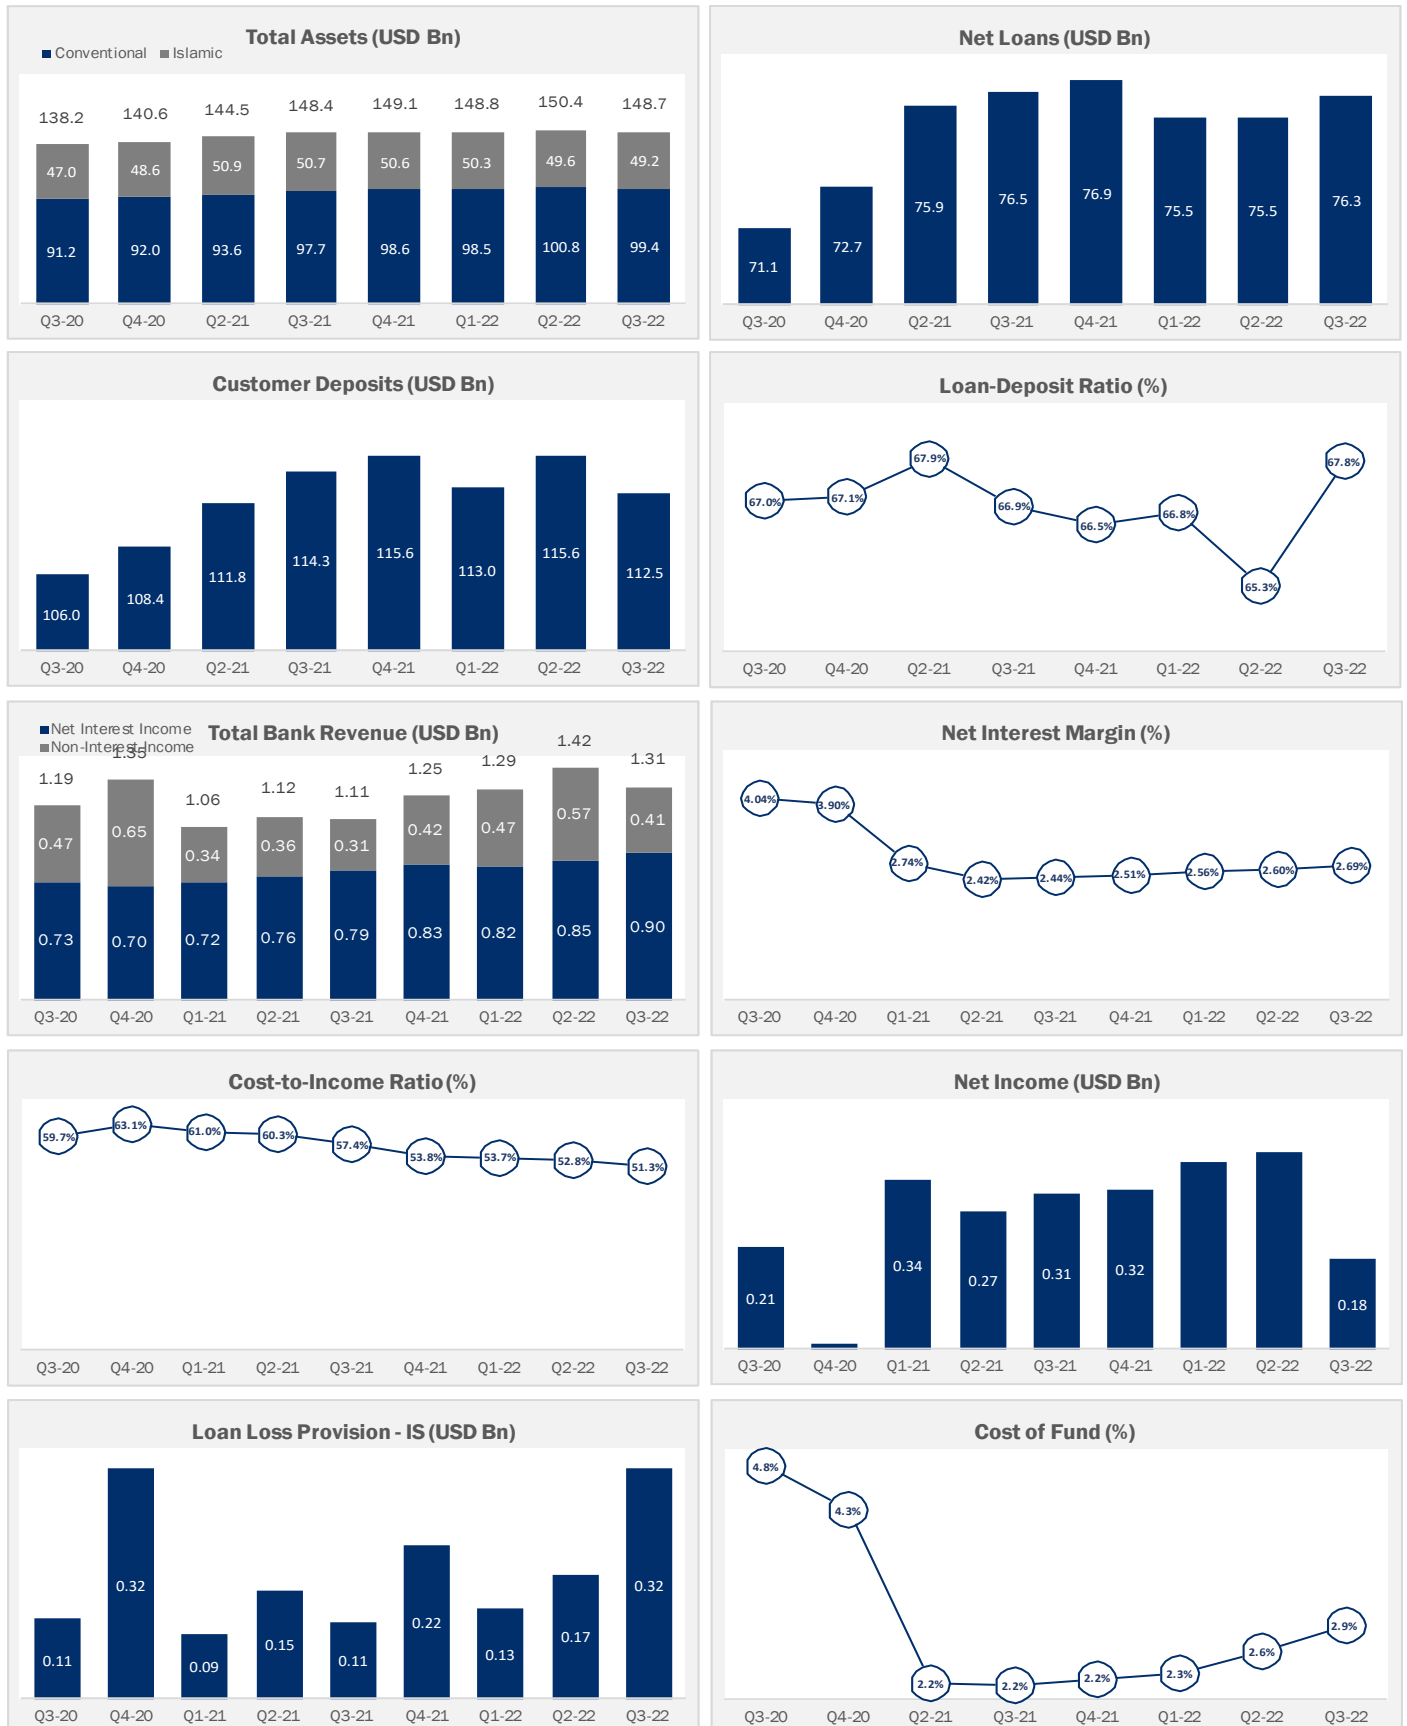 Total Assets (USD Bn)
Conventional Islamic
138.2 140.6 144.5 148.4 149.1 148.8 150.4 148.7
47.0 48.6 50.9 50.7 50.6 50.3 49.6 49.2
91.2 92.0 93.6 97.7 98.6 98.5 100.8 99.4
Q3-20 Q4-20 Q2-21 Q3-21 Q4-21 Q1-22 Q2-22 Q3-22
Net Loans (USD Bn)
71.1 72.7 75.9 76.5 76.9 75.5 75.5 76.3
Q3-20 Q4-20 Q2-21 Q3-21 Q4-21 Q1-22 Q2-22 Q3-22
Customer Deposits (USD Bn)
106.0 108.4 111.8 114.3 115.6 113.0 115.6 112.5
Q3-20 Q4-20 Q2-21 Q3-21 Q4-21 Q1-22 Q2-22 Q3-22
Loan-Deposit Ratio (%)
67.0% 67.1% 67.9% 66.9% 66.5% 66.8% 65.3% 67.8%
Q3-20 Q4-20 Q2-21 Q3-21 Q4-21 Q1-22 Q2-22 Q3-22
Total Bank Revenue (USD Bn)
Net Interest Income
Non-Interest Income
1.19 1.35 1.06 1.12 1.11 1.25 1.29 1.42 1.31
0.47 0.65 0.34 0.36 0.31 0.42 0.47 0.57 0.41
0.73 0.70 0.72 0.76 0.79 0.83 0.82 0.85 0.90
Q3-20 Q4-20 Q1-21 Q2-21 Q3-21 Q4-21 Q1-22 Q2-22 Q3-22
Net Interest Margin (%)
4.04% 3.90% 2.74% 2.42% 2.44% 2.51% 2.56% 2.60% 2.69%
Q3-20 Q4-20 Q1-21 Q2-21 Q3-21 Q4-21 Q1-22 Q2-22 Q3-22
Cost-to-Income Ratio (%)
59.7% 63.1% 61.0% 60.3% 57.4% 53.8% 53.7% 52.8% 51.3%
Q3-20 Q4-20 Q1-21 Q2-21 Q3-21 Q4-21 Q1-22 Q2-22 Q3-22
Net Income (USD Bn)
0.21 0.34 0.27 0.31 0.32 0.18
Q3-20 Q4-20 Q1-21 Q2-21 Q3-21 Q4-21 Q1-22 Q2-22 Q3-22
Loan Loss Provision - IS (USD Bn)
0.11 0.32 0.09 0.15 0.11 0.22 0.13 0.17 0.32
Q3-20 Q4-20 Q1-21 Q2-21 Q3-21 Q4-21 Q1-22 Q2-22 Q3-22
Cost of Fund (%)
4.8% 4.3% 2.2% 2.2% 2.2% 2.3% 2.6% 2.9%
Q3-20 Q4-20 Q2-21 Q3-21 Q4-21 Q1-22 Q2-22 Q3-22